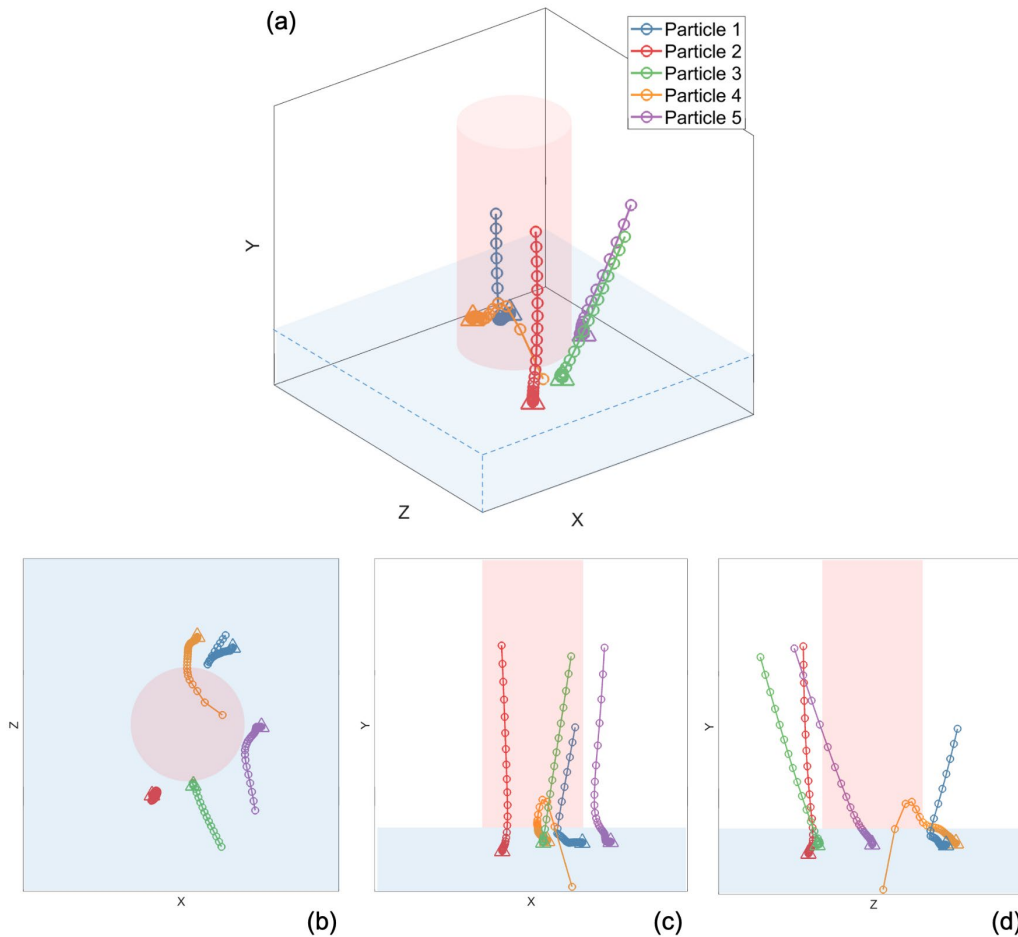 (a)
Particle 1
Particle 2
Particle 3
Particle 4
Particle 5
Y
Z
X
Z
X
(b)
Y
X
(c)
Y
Z
(d)